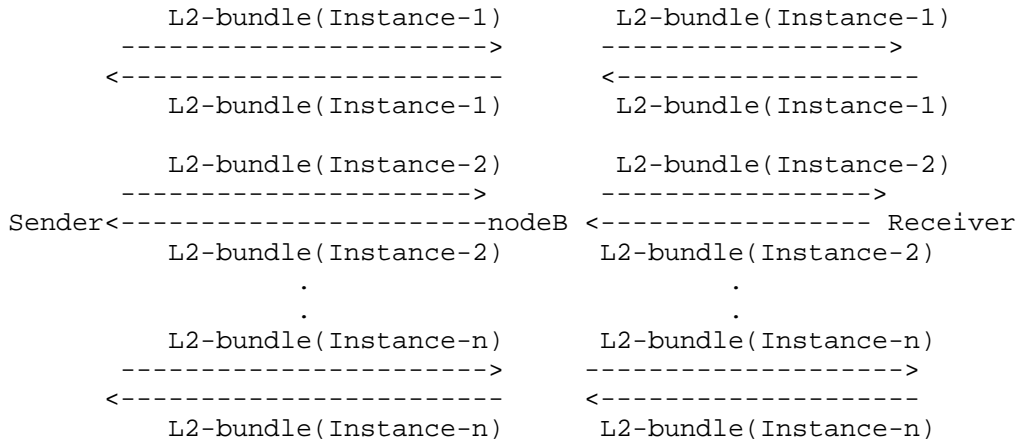 L2-bundle(Instance-1)       L2-bundle(Instance-1)
----------------------->      ------------------>
<------------------------      <-------------------
L2-bundle(Instance-1)       L2-bundle(Instance-1)
L2-bundle(Instance-2)       L2-bundle(Instance-2)
---------------------->       ----------------->
Sender<-----------------------nodeB <----------------- Receiver
L2-bundle(Instance-2)      L2-bundle(Instance-2)
.                          .
.                          .
L2-bundle(Instance-n)      L2-bundle(Instance-n)
----------------------->     -------------------->
<------------------------     <--------------------
L2-bundle(Instance-n)       L2-bundle(Instance-n)